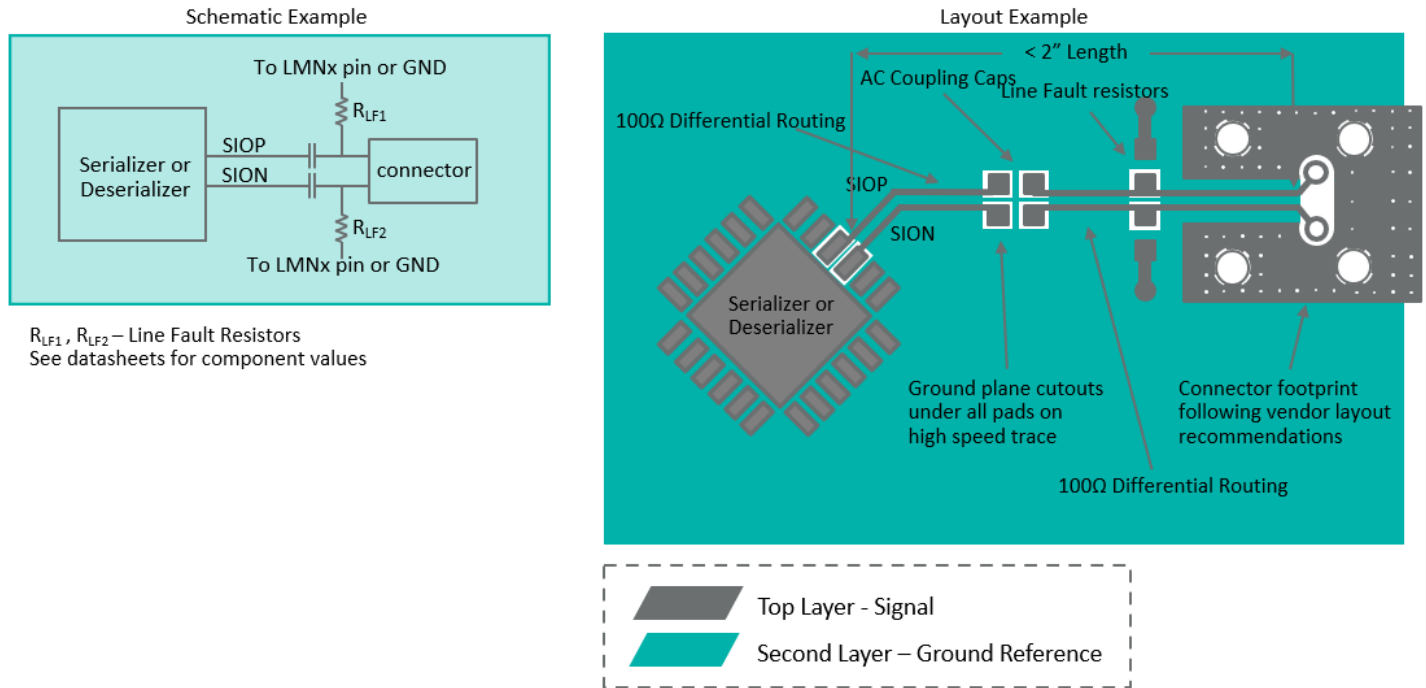 Schematic Example
To LMNx pin or GND
RLF1
SIOP
Serializer or
Deserializer
SION
connector
RLF2
To LMNx pin or GND
RLF1 , RLF2 – Line Fault Resistors
See datasheets for component values
Layout Example
< 2” Length
AC Coupling Caps
Line Fault resistors
100Ω Differential Routing
SIOP
SION
Serializer or
Deserializer
Ground plane cutouts
under all pads on
high speed trace
Connector footprint
following vendor layout
recommendations
100Ω Differential Routing
Top Layer - Signal
Second Layer – Ground Reference